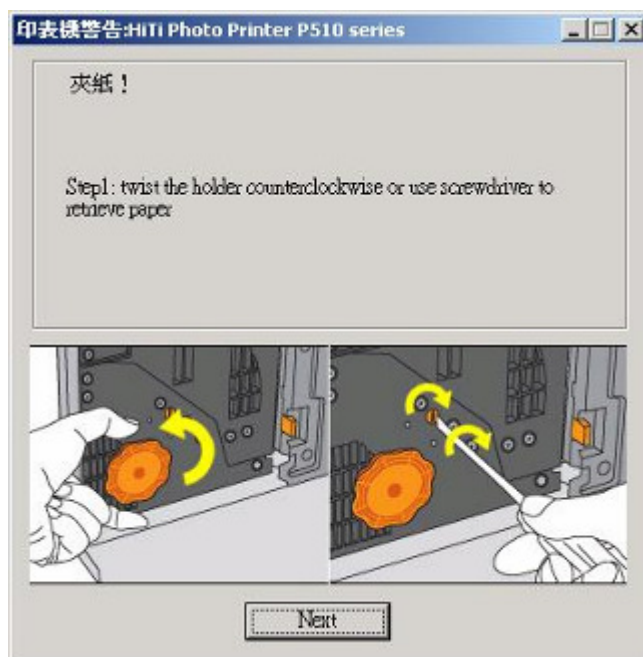 印表機警告:HiTi Photo Printer P510 series
夾紙！
Step1: twist the holder counterclockwise or use screwdriver to
retrieve paper
Next